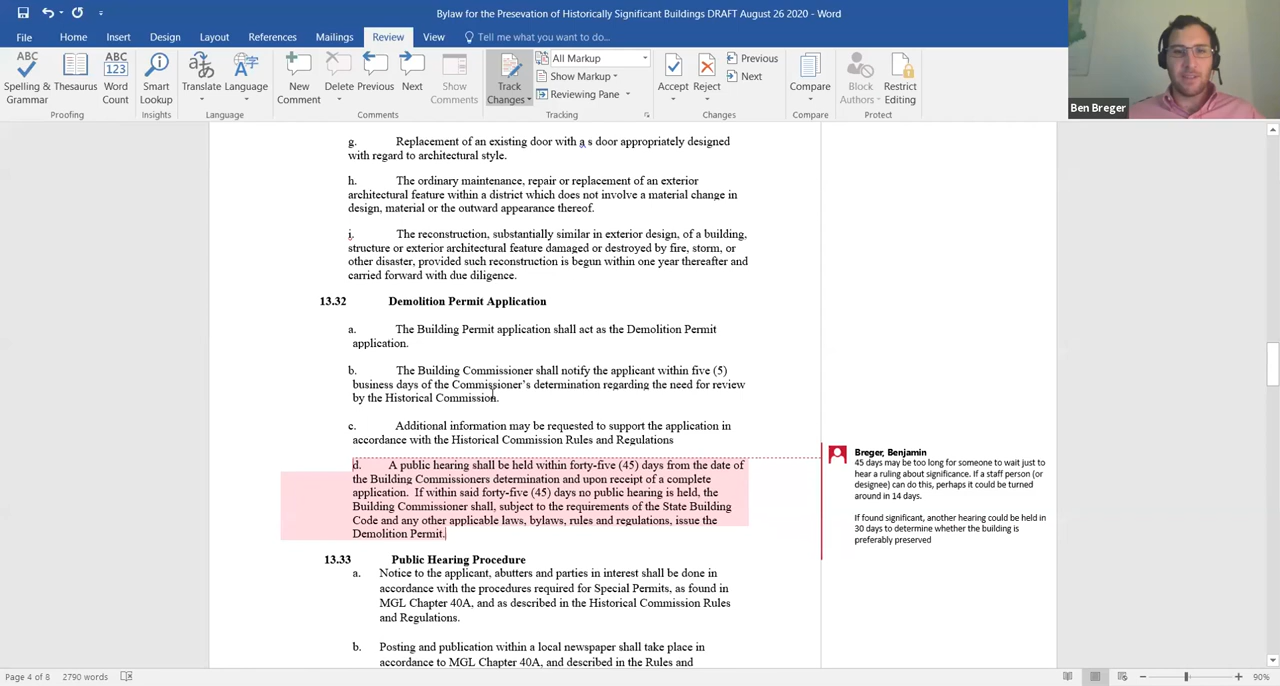 Bylaw for the Presevation of Historically Significant Buildings DRAFT August 26 2020 - Word
File Home Insert Design Layout References Mailings Review View Tell me what you want to do...
ABC
Spelling & Grammar
Thesaurus
ABC
123
Word Count
Proofing
Smart Lookup
Insights
Translate
Language
Language
New Comment
Delete
Previous
Next
Show Comments
Comments
Track Changes
All Markup
Show Markup
Reviewing Pane
Tracking
Accept
Reject
Previous
Next
Changes
Compare
Compare
Block Authors
Restrict Editing
Protect
Ben Breger
g. Replacement of an existing door with a s door appropriately designed
with regard to architectural style.
h. The ordinary maintenance, repair or replacement of an exterior
architectural feature within a district which does not involve a material change in
design, material or the outward appearance thereof.
i. The reconstruction, substantially similar in exterior design, of a building,
structure or exterior architectural feature damaged or destroyed by fire, storm, or
other disaster, provided such reconstruction is begun within one year thereafter and
carried forward with due diligence.
13.32 Demolition Permit Application
a. The Building Permit application shall act as the Demolition Permit
application.
b. The Building Commissioner shall notify the applicant within five (5)
business days of the Commissioner's determination regarding the need for review
by the Historical Commission.
c. Additional information may be requested to support the application in
accordance with the Historical Commission Rules and Regulations
d. A public hearing shall be held within forty-five (45) days from the date of
the Building Commissioners determination and upon receipt of a complete
application. If within said forty-five (45) days no public hearing is held, the
Building Commissioner shall, subject to the requirements of the State Building
Code and any other applicable laws, bylaws, rules and regulations, issue the
Demolition Permit.
Breger, Benjamin
45 days may be too long for someone to wait just to
hear a ruling about significance. If a staff person (or
designee) can do this, perhaps it could be turned
around in 14 days.
If found significant, another hearing could be held in
30 days to determine whether the building is
preferably preserved
13.33 Public Hearing Procedure
a. Notice to the applicant, abutters and parties in interest shall be done in
accordance with the procedures required for Special Permits, as found in
MGL Chapter 40A, and as described in the Historical Commission Rules
and Regulations.
b. Posting and publication within a local newspaper shall take place in
accordance to MGL Chapter 40A, and described in the Rules and
Page 4 of 8 2790 words 90%